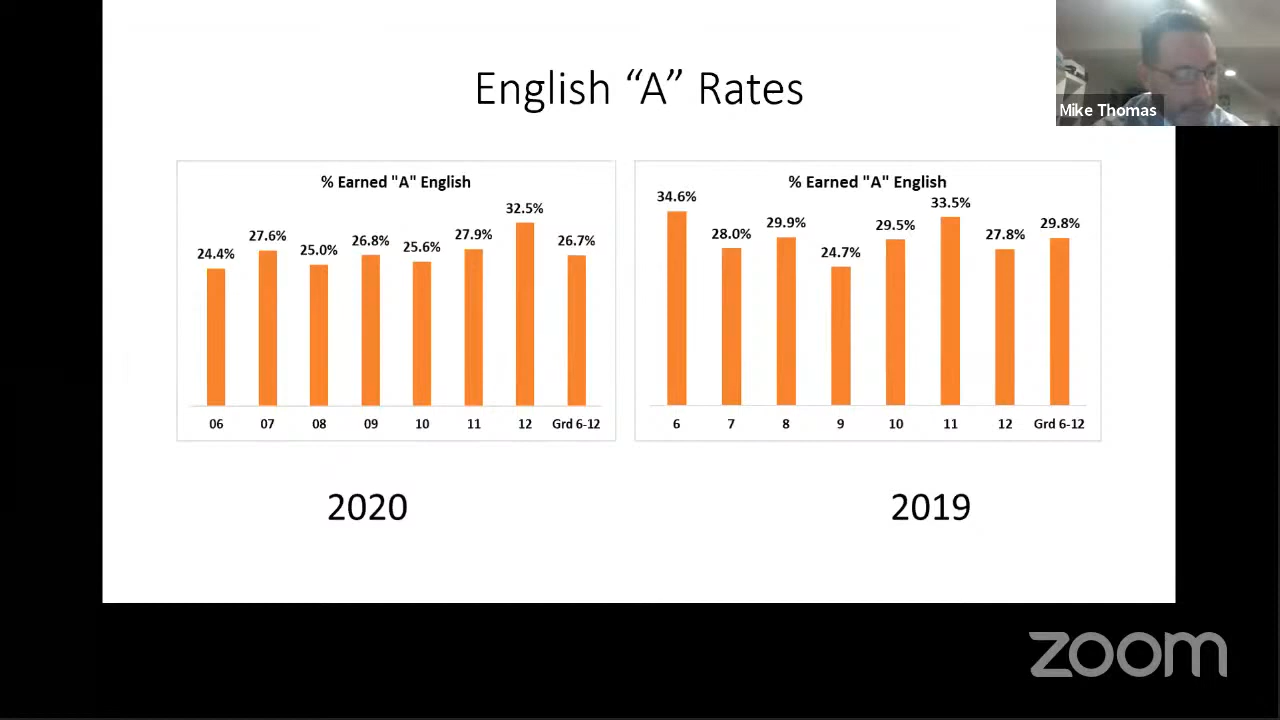 English “A” Rates
Mike Thomas
% Earned "A" English
24.4% 27.6% 25.0% 26.8% 25.6% 27.9% 32.5% 26.7%
06 07 08 09 10 11 12 Grd 6-12
% Earned "A" English
34.6% 28.0% 29.9% 24.7% 29.5% 33.5% 27.8% 29.8%
6 7 8 9 10 11 12 Grd 6-12
2020
2019
zoom